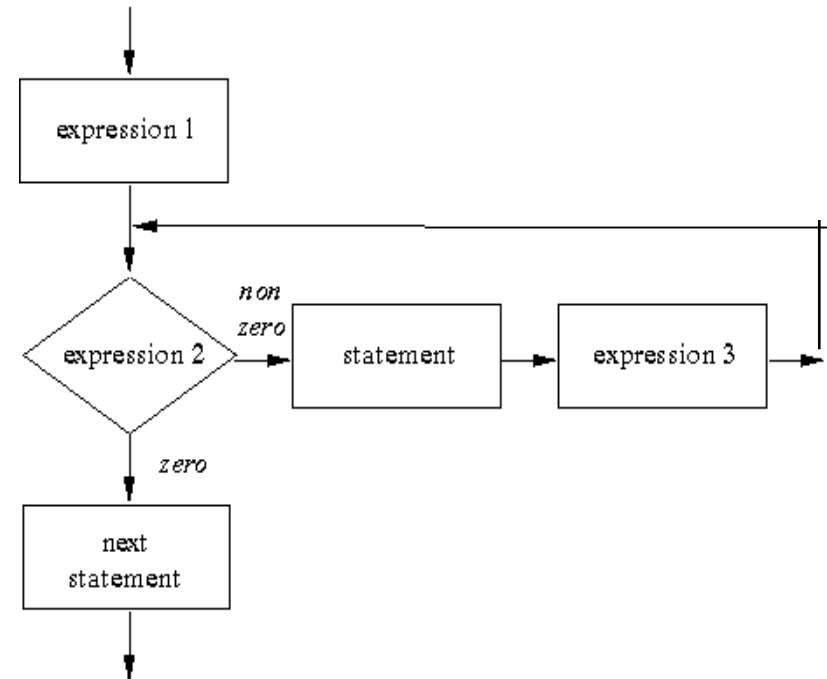 expression 1
non
zero
expression 2
statement
expression 3
zero
next
statement